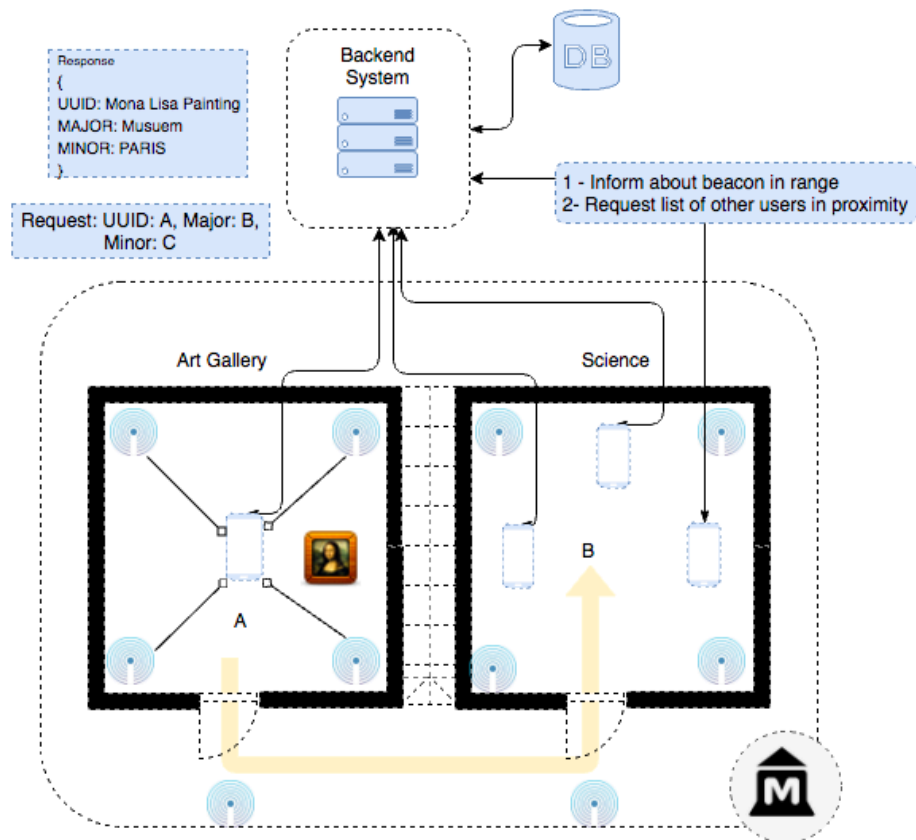 Response
{
UUID: Mona Lisa Painting
MAJOR: Musuem
MINOR: PARIS
}
Backend
System
DB
1 - Inform about beacon in range
2- Request list of other users in proximity
Request: UUID: A, Major: B,
Minor: C
Art Gallery
Science
A
B
M